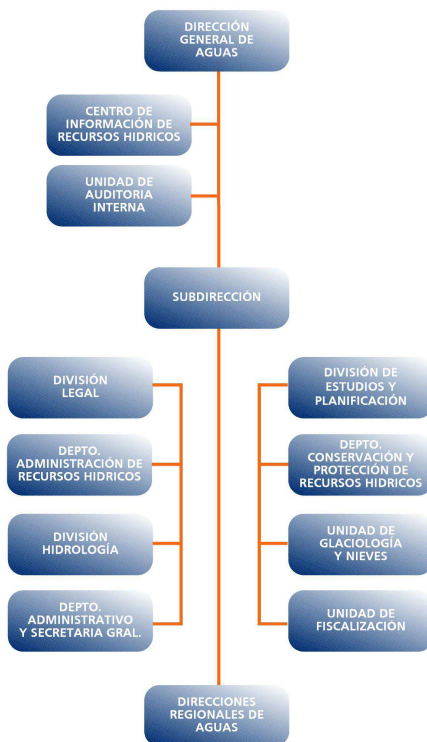 DIRECCIÓN
GENERAL DE
AGUAS
CENTRO DE
INFORMACIÓN DE
RECURSOS HIDRICOS
UNIDAD DE
AUDITORIA
INTERNA
SUBDIRECCIÓN
DIVISIÓN
LEGAL
DEPTO.
ADMINISTRACIÓN DE
RECURSOS HIDRICOS
DIVISIÓN
HIDROLOGÍA
DEPTO.
ADMINISTRATIVO
Y SECRETARIA GRAL.
DIVISIÓN DE
ESTUDIOS Y
PLANIFICACIÓN
DEPTO.
CONSERVACIÓN Y
PROTECCIÓN DE
RECURSOS HIDRICOS
UNIDAD DE
GLACIOLOGÍA
Y NIEVES
UNIDAD DE
FISCALIZACIÓN
DIRECCIONES
REGIONALES DE
AGUAS